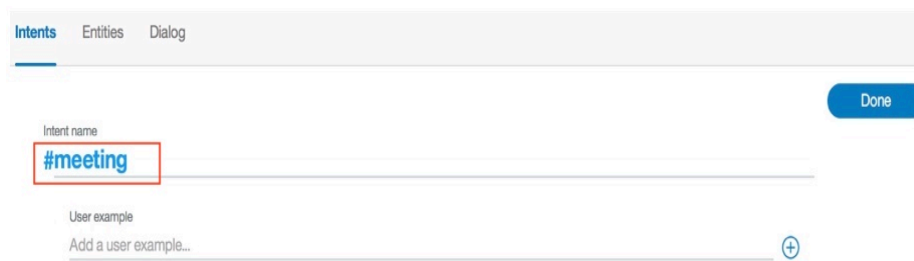 Intents Entities Dialog
Done
Intent name
#meeting
User example
Add a user example...